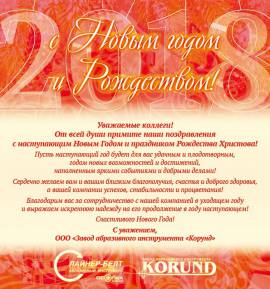 2018
с Новым годом
и Рождеством!
Уважаемые коллеги!
От всей души примите наши поздравления
с наступающим Новым Годом и праздником Рождества Христова!
Пусть наступающий год будет для вас удачным и плодотворным,
годом новых возможностей и достижений,
наполненным яркими событиями и добрыми делами!
Сердечно желаем вам и вашим близким благополучия, счастья и доброго здоровья,
а вашей компании успехов, стабильности и процветания!
Благодарим вас за сотрудничество с нашей компанией в уходящем году
и выражаем искреннюю надежду на его продолжение в году наступающем!
Счастливого Нового Года!
С уважением,
ООО «Завод абразивного инструмента «Корунд»
ЛАЙНЕР-БЕЛТ KORUND